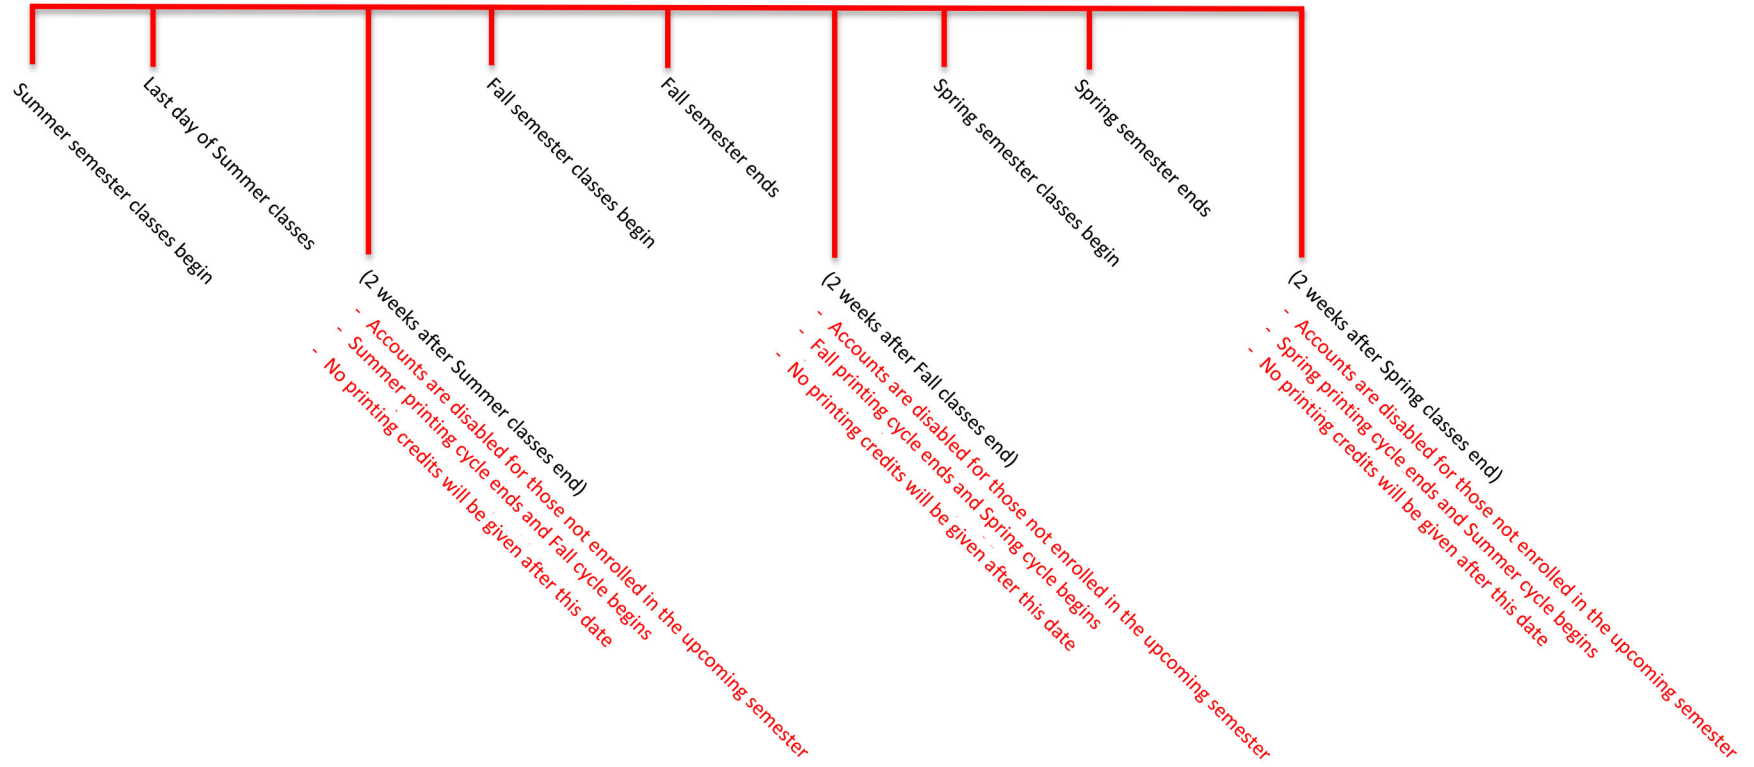 Summer semester classes begin
Last day of Summer classes
(2 weeks after Summer classes end)
- Accounts are disabled for those not enrolled in the upcoming semester
- Summer printing cycle ends and Fall cycle begins
- No printing credits will be given after this date
Fall semester classes begin
Fall semester ends
(2 weeks after Fall classes end)
- Accounts are disabled for those not enrolled in the upcoming semester
- Fall printing cycle ends and Spring cycle begins
- No printing credits will be given after this date
Spring semester classes begin
Spring semester ends
(2 weeks after Spring classes end)
- Accounts are disabled for those not enrolled in the upcoming semester
- Spring printing cycle ends and Summer cycle begins
- No printing credits will be given after this date